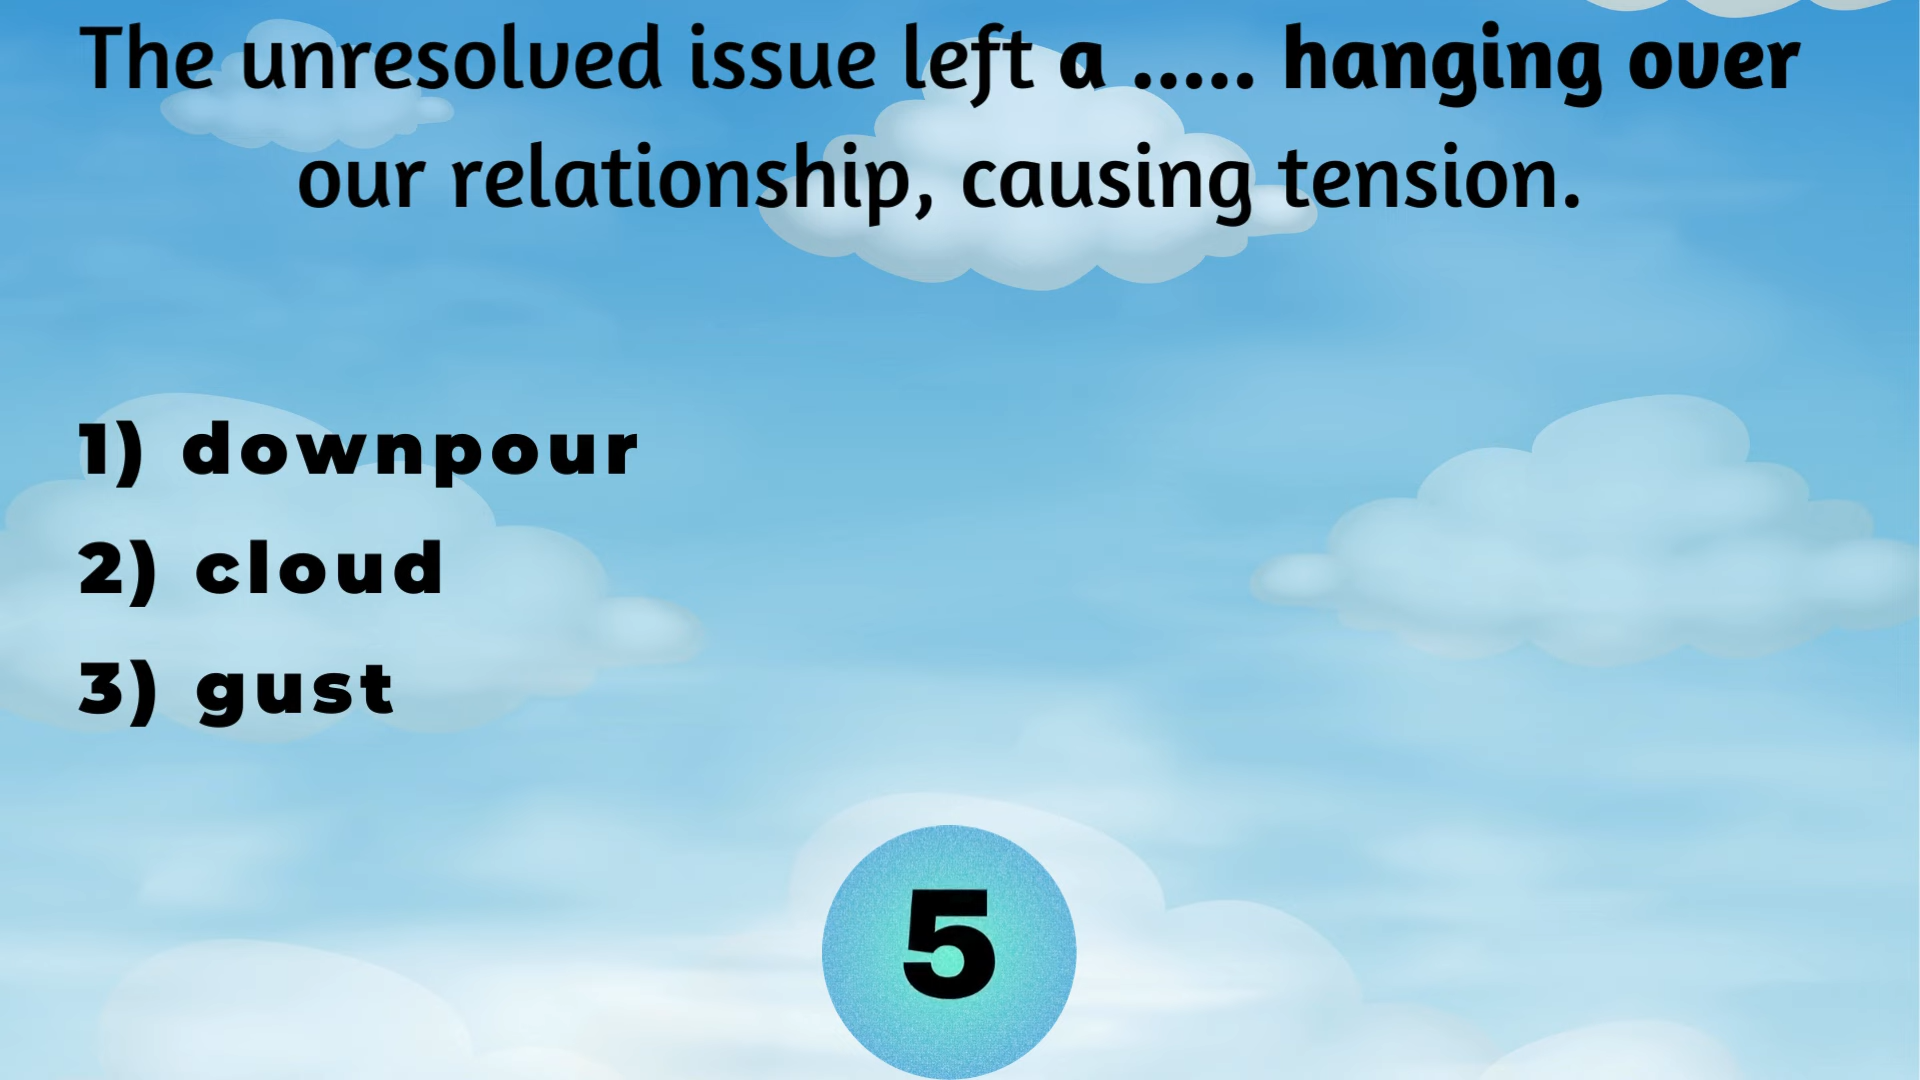 The unresolved issue left a ..... hanging over
our relationship, causing tension.
1) downpour
2) cloud
3) gust
5